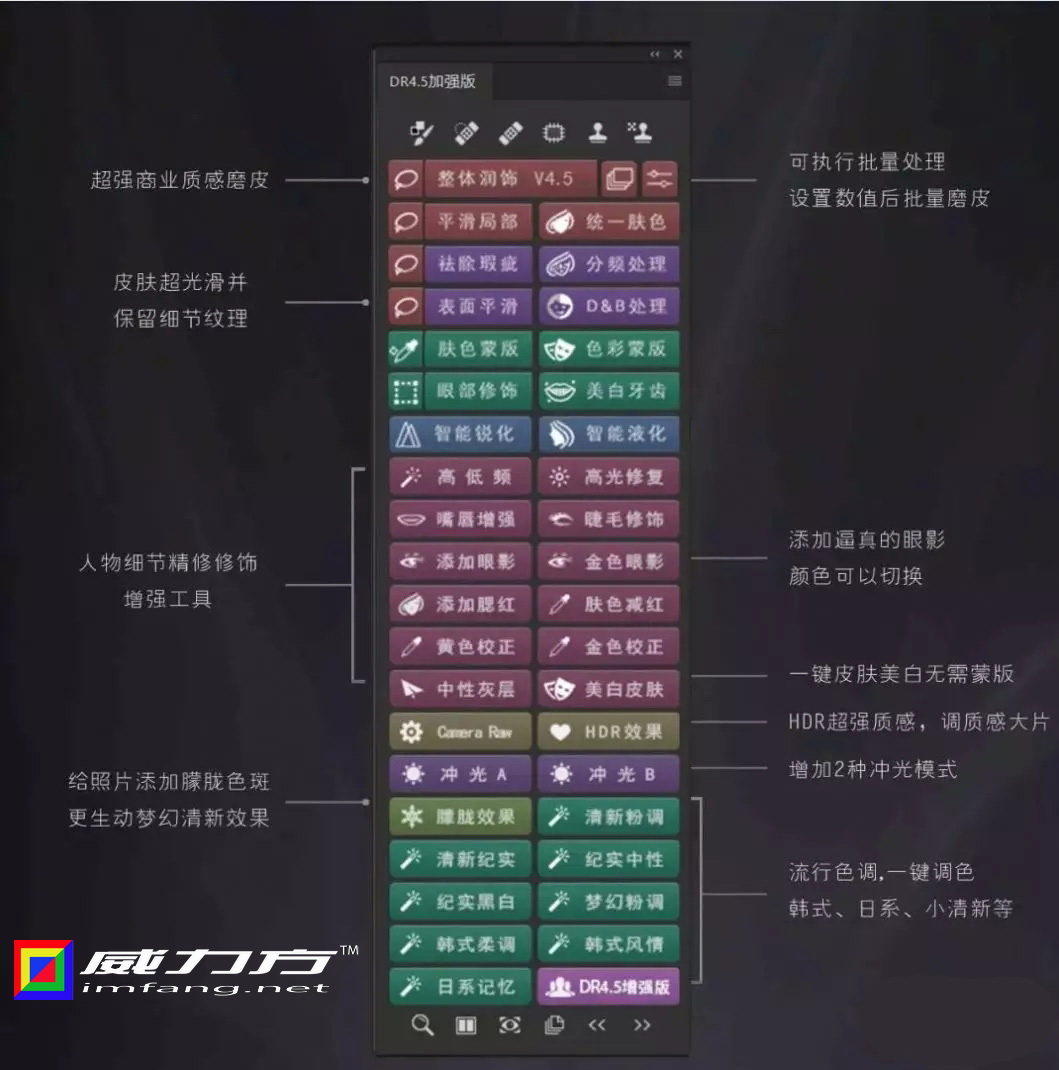 DR4.5加强版
整体润饰 V4.5
平滑局部 统一肤色
祛除瑕疵 分频处理
表面平滑 D&B处理
肤色蒙版 色彩蒙版
眼部修饰 美白牙齿
智能锐化 智能液化
高低频 高光修复
嘴唇增强 睫毛修饰
添加眼影 金色眼影
添加腮红 肤色减红
黄色校正 金色校正
中性灰层 美白皮肤
Camera Raw HDR效果
冲光A 冲光B
朦胧效果 清新粉调
清新纪实 纪实中性
纪实黑白 梦幻粉调
韩式柔调 韩式风情
日系记忆 DR4.5增强版
超强商业质感磨皮
皮肤超光滑并
保留细节纹理
人物细节精修修饰
增强工具
给照片添加朦胧色斑
更生动梦幻清新效果
可执行批量处理
设置数值后批量磨皮
添加逼真的眼影
颜色可以切换
一键皮肤美白无需蒙版
HDR超强质感，调质感大片
增加2种冲光模式
流行色调,一键调色
韩式、日系、小清新等
威力方™
imfang.net